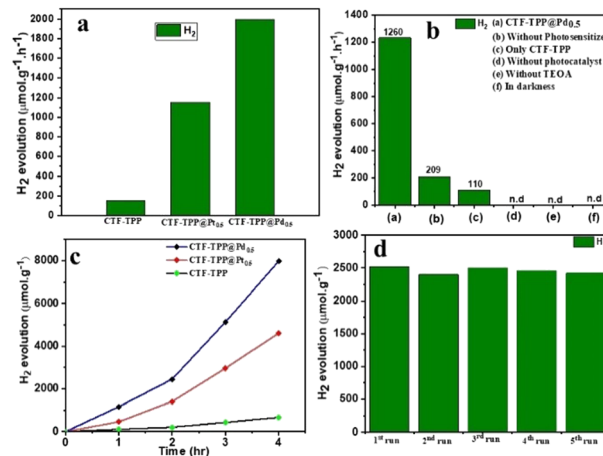 a
H₂
H₂ evolution (μmol.g⁻¹.h⁻¹)
2000
1800
1600
1400
1200
1000
800
600
400
200
0
CTF-TPP
CTF-TPP@Pt₀.₅
CTF-TPP@Pd₀.₅
b
H₂
(a) CTF-TPP@Pd₀.₅
(b) Without Photosensitize
(c) Only CTF-TPP
(d) Without photocatalyst
(e) Without TEOA
(f) In darkness
H₂ evolution (μmol.g⁻¹.h⁻¹)
1400
1200
1000
800
600
400
200
0
1260
209
110
n.d
n.d
n.d
(a)
(b)
(c)
(d)
(e)
(f)
c
CTF-TPP@Pd₀.₅
CTF-TPP@Pt₀.₅
CTF-TPP
H₂ evolution (μmol.g⁻¹)
8000
6000
4000
2000
0
0
1
2
3
4
Time (hr)
d
H
H₂ evolution (μmol.g⁻¹)
3000
2500
2000
1500
1000
500
0
1ˢᵗ run
2ⁿᵈ run
3ʳᵈ run
4ᵗʰ run
5ᵗʰ run